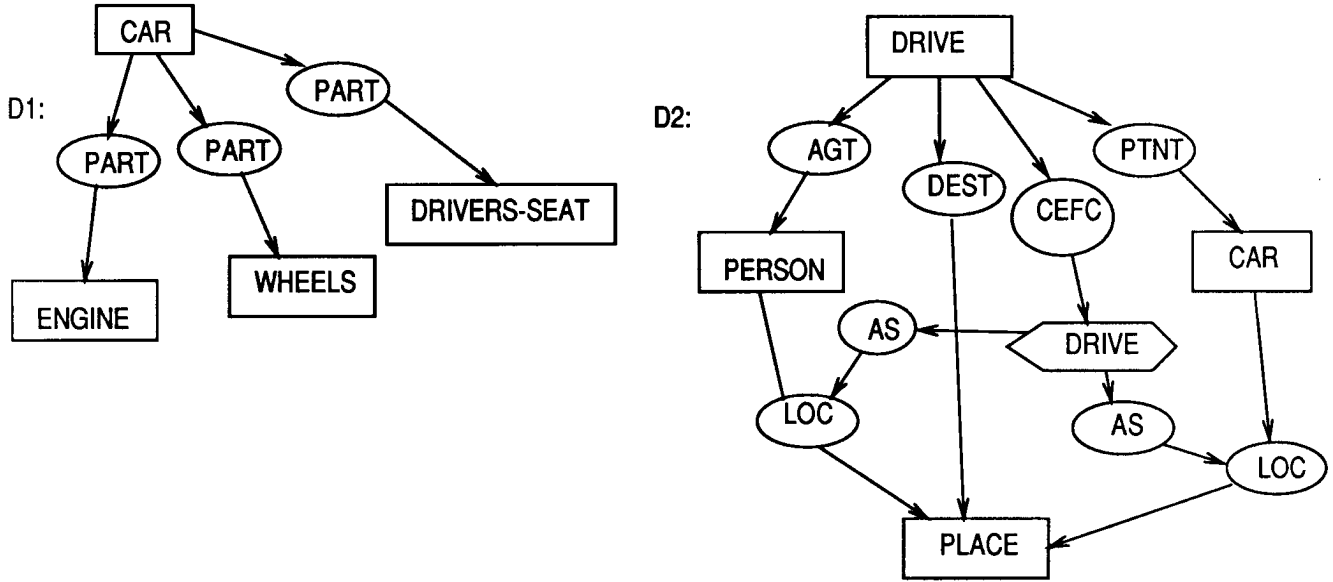 D1:
CAR
PART
PART
PART
DRIVERS-SEAT
WHEELS
ENGINE
D2:
DRIVE
AGT
DEST
CEFC
PTNT
PERSON
CAR
AS
DRIVE
LOC
AS
LOC
PLACE